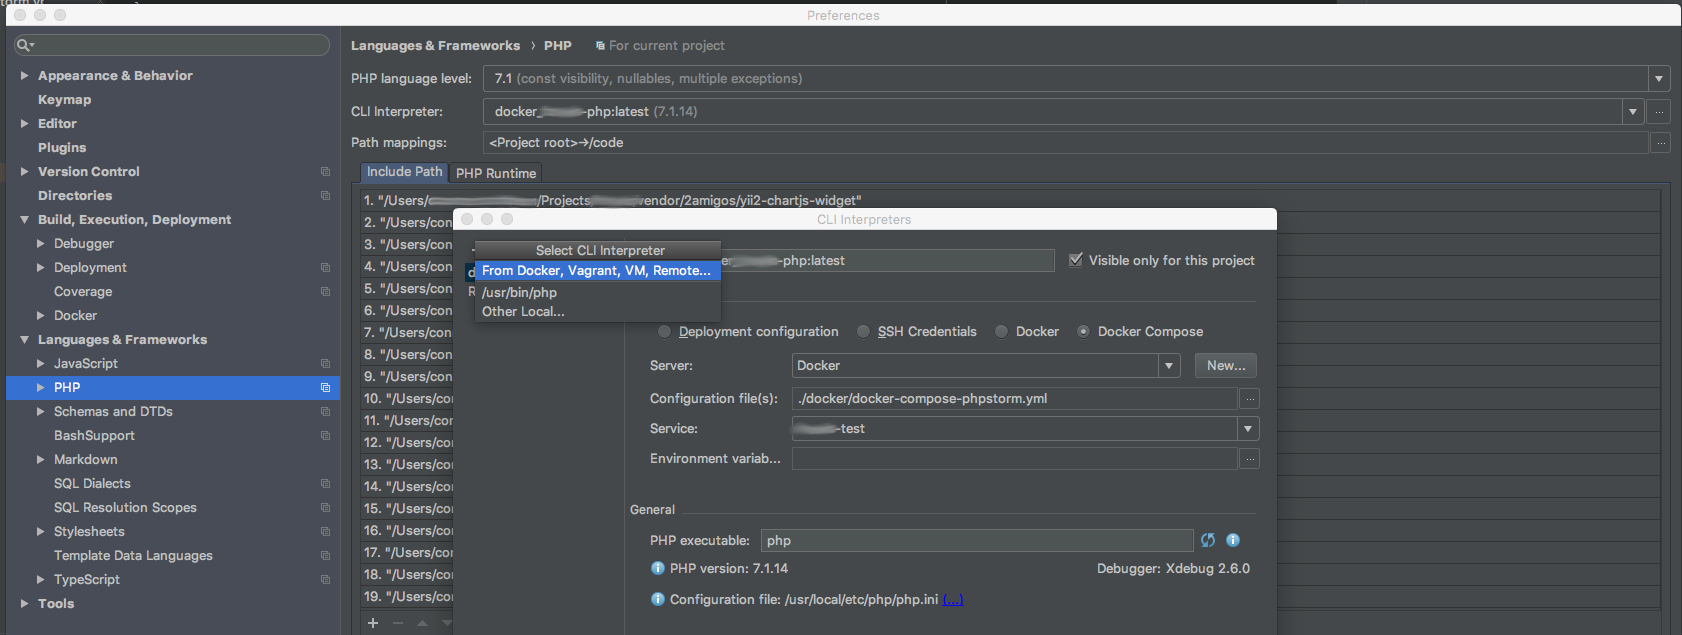 Preferences
Languages & Frameworks › PHP For current project
Appearance & Behavior
Keymap
Editor
Plugins
Version Control
Directories
Build, Execution, Deployment
Debugger
Deployment
Coverage
Docker
Languages & Frameworks
JavaScript
PHP
Schemas and DTDs
BashSupport
Markdown
SQL Dialects
SQL Resolution Scopes
Stylesheets
Template Data Languages
TypeScript
Tools
PHP language level: 7.1 (const visibility, nullables, multiple exceptions)
CLI Interpreter: docker_ -php:latest (7.1.14)
Path mappings: <Project root>→/code
Include Path PHP Runtime
1. "/Users/ /Projects vendor/2amigos/yii2-chartjs-widget"
2. "/Users/con
3. "/Users/con
4. "/Users/con
5. "/Users/con
6. "/Users/con
7. "/Users/con
8. "/Users/con
9. "/Users/con
10. "/Users/co
11. "/Users/co
12. "/Users/co
13. "/Users/co
14. "/Users/co
15. "/Users/co
16. "/Users/co
17. "/Users/co
18. "/Users/co
19. "/Users/co
CLI Interpreters
Select CLI Interpreter
From Docker, Vagrant, VM, Remote...
/usr/bin/php
Other Local...
-php:latest Visible only for this project
Deployment configuration SSH Credentials Docker Docker Compose
Server: Docker New...
Configuration file(s): ./docker/docker-compose-phpstorm.yml ...
Service: -test
Environment variab... ...
General
PHP executable: php
PHP version: 7.1.14 Debugger: Xdebug 2.6.0
Configuration file: /usr/local/etc/php/php.ini (...)